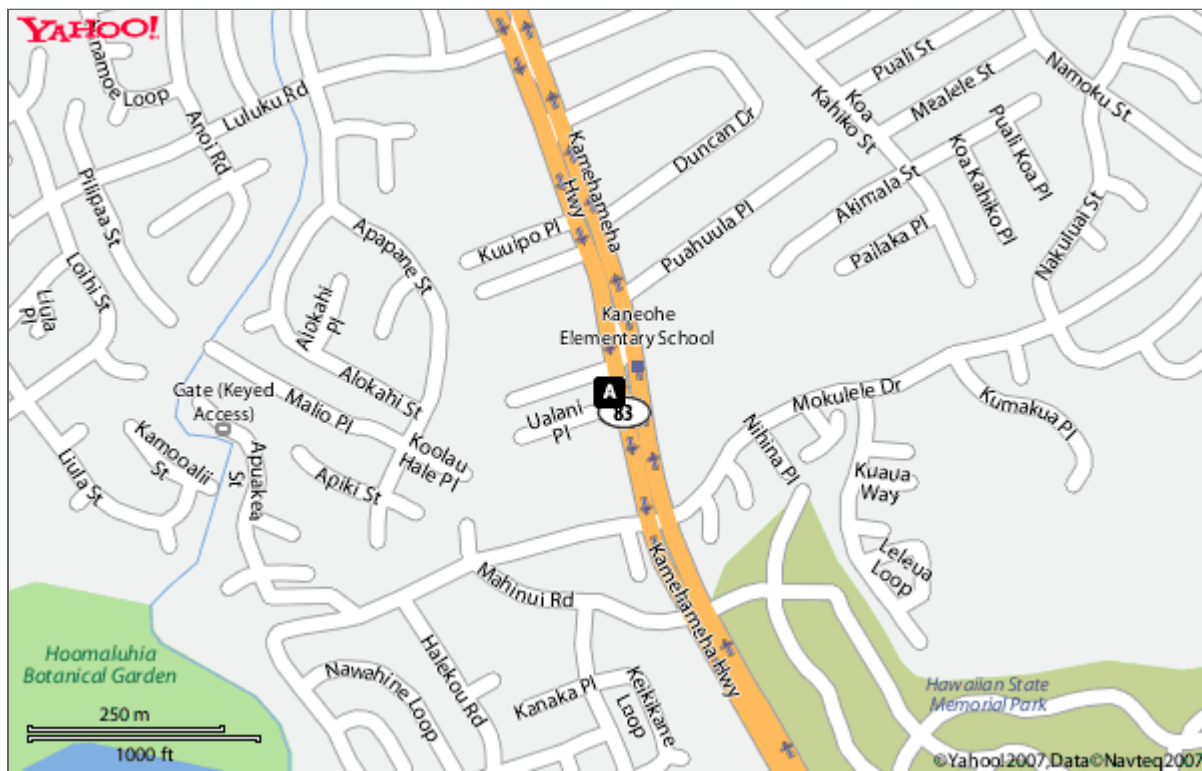 YAHOO!
namoe
Loop
Anoi Rd
Luluku Rd
Pilipaa St
Loihi St
Liula
Pl
Apapane St
Alokahi
Pl
Alokahi St
Malio Pl
Gate (Keyed
Access)
Kamooalii
St
Liula St
Apuakea
St
Apiki St
Koolau
Hale Pl
Kuuipo Pl
Duncan Dr
Puahuula Pl
Kamehameha
Hwy
Kaneohe
Elementary School
A
83
Ualani
Pl
Puali St
Koa
Kahiko St
Mealele St
Namoku St
Puali Koa Pl
Koa Kahiko Pl
Akimala St
Pailaka Pl
Nakuluai St
Mokulele Dr
Nihina Pl
Kumakua Pl
Kuaua
Way
Leleua
Loop
Mahinui Rd
Kamehameha Hwy
Halekou Rd
Nawahine Loop
Kanaka Pl
Keikikane
Loop
Hoomaluhia
Botanical Garden
Hawaiian State
Memorial Park
250 m
1000 ft
©Yahoo!2007,Data©Navteq2007